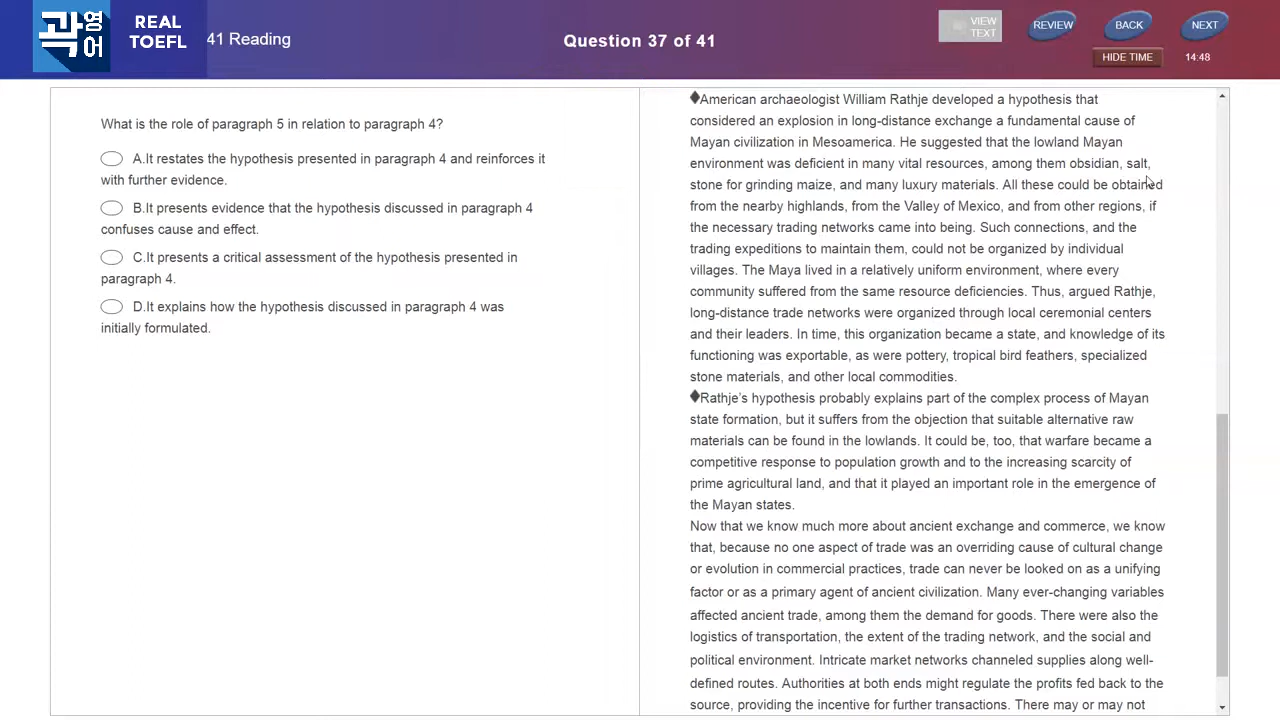 곽영어
REAL
TOEFL
41 Reading
Question 37 of 41
VIEW
TEXT
REVIEW
BACK
NEXT
HIDE TIME
14:48
What is the role of paragraph 5 in relation to paragraph 4?
A.It restates the hypothesis presented in paragraph 4 and reinforces it
with further evidence.
B.It presents evidence that the hypothesis discussed in paragraph 4
confuses cause and effect.
C.It presents a critical assessment of the hypothesis presented in
paragraph 4.
D.It explains how the hypothesis discussed in paragraph 4 was
initially formulated.
♦American archaeologist William Rathje developed a hypothesis that
considered an explosion in long-distance exchange a fundamental cause of
Mayan civilization in Mesoamerica. He suggested that the lowland Mayan
environment was deficient in many vital resources, among them obsidian, salt,
stone for grinding maize, and many luxury materials. All these could be obtained
from the nearby highlands, from the Valley of Mexico, and from other regions, if
the necessary trading networks came into being. Such connections, and the
trading expeditions to maintain them, could not be organized by individual
villages. The Maya lived in a relatively uniform environment, where every
community suffered from the same resource deficiencies. Thus, argued Rathje,
long-distance trade networks were organized through local ceremonial centers
and their leaders. In time, this organization became a state, and knowledge of its
functioning was exportable, as were pottery, tropical bird feathers, specialized
stone materials, and other local commodities.
♦Rathje's hypothesis probably explains part of the complex process of Mayan
state formation, but it suffers from the objection that suitable alternative raw
materials can be found in the lowlands. It could be, too, that warfare became a
competitive response to population growth and to the increasing scarcity of
prime agricultural land, and that it played an important role in the emergence of
the Mayan states.
Now that we know much more about ancient exchange and commerce, we know
that, because no one aspect of trade was an overriding cause of cultural change
or evolution in commercial practices, trade can never be looked on as a unifying
factor or as a primary agent of ancient civilization. Many ever-changing variables
affected ancient trade, among them the demand for goods. There were also the
logistics of transportation, the extent of the trading network, and the social and
political environment. Intricate market networks channeled supplies along well-
defined routes. Authorities at both ends might regulate the profits fed back to the
source, providing the incentive for further transactions. There may or may not